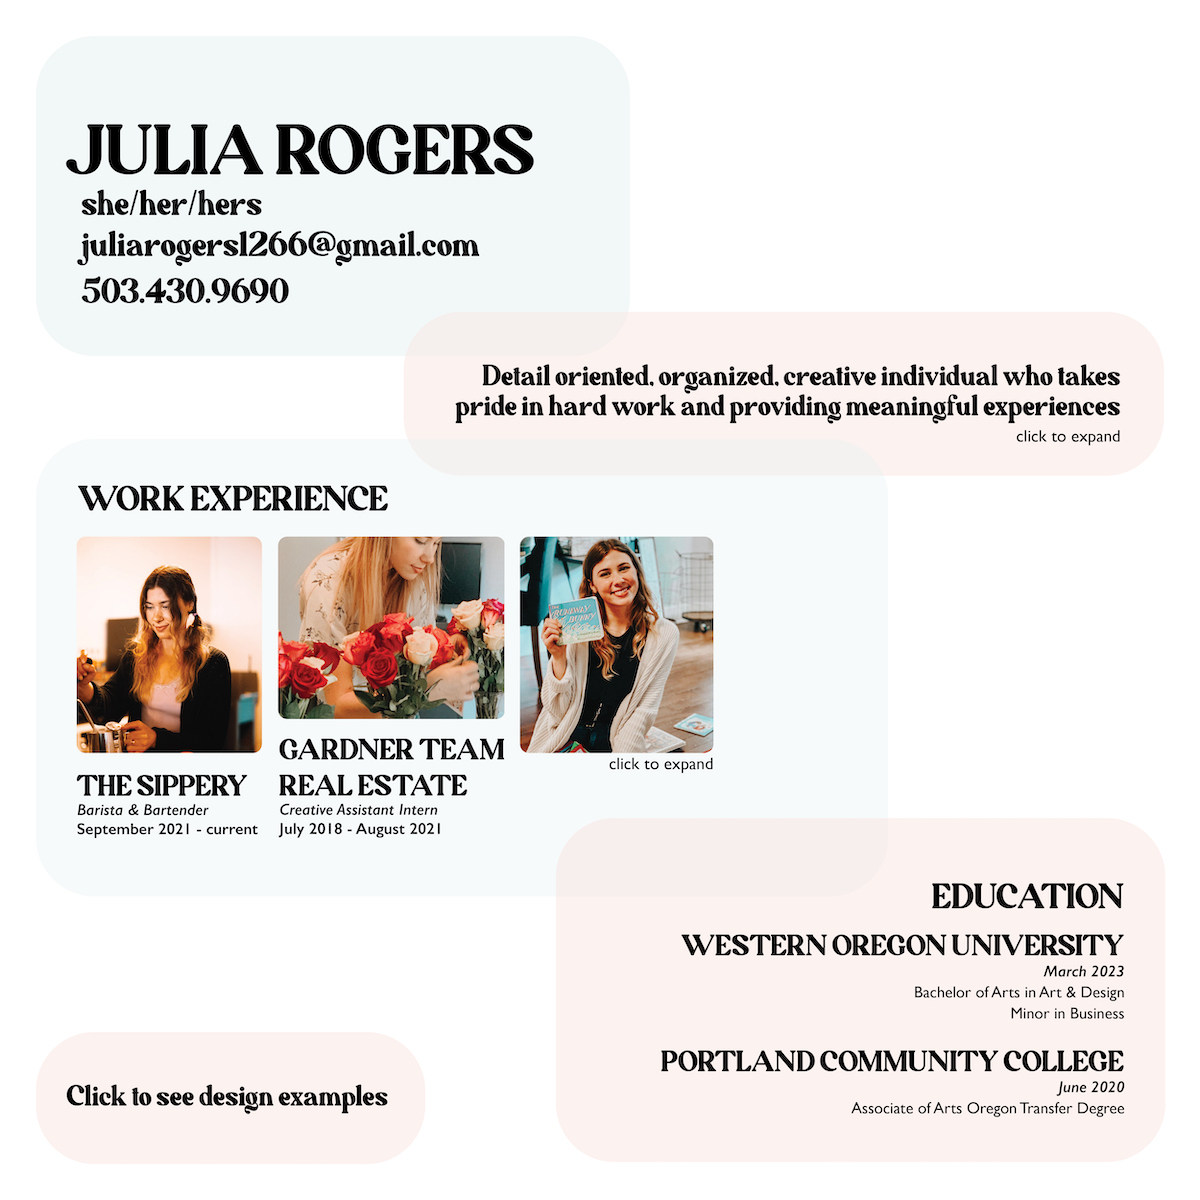 JULIA ROGERS
she/her/hers
juliarogers1266@gmail.com
503.430.9690
Detail oriented, organized, creative individual who takes
pride in hard work and providing meaningful experiences
click to expand
WORK EXPERIENCE
THE SIPPERY
Barista & Bartender
September 2021 - current
GARDNER TEAM
REAL ESTATE
Creative Assistant Intern
July 2018 - August 2021
click to expand
EDUCATION
WESTERN OREGON UNIVERSITY
March 2023
Bachelor of Arts in Art & Design
Minor in Business
PORTLAND COMMUNITY COLLEGE
June 2020
Associate of Arts Oregon Transfer Degree
Click to see design examples